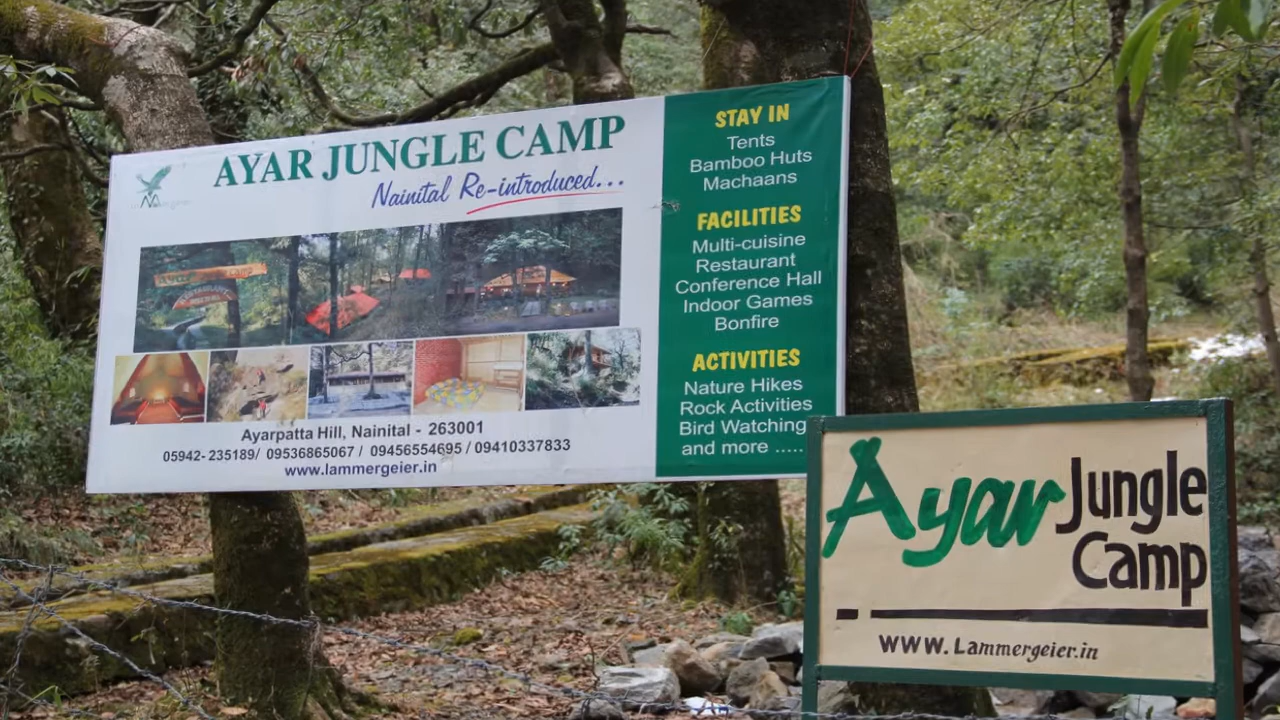 AYAR JUNGLE CAMP
Nainital Re-introduced...
Ayarpatta Hill, Nainital - 263001
05942- 235189/ 09536865067 / 09456554695 / 09410337833
www.lammergeier.in
STAY IN
Tents
Bamboo Huts
Machaans
FACILITIES
Multi-cuisine
Restaurant
Conference Hall
Indoor Games
Bonfire
ACTIVITIES
Nature Hikes
Rock Activities
Bird Watching
and more .....
Ayar Jungle
Camp
www.Lammergeier.in